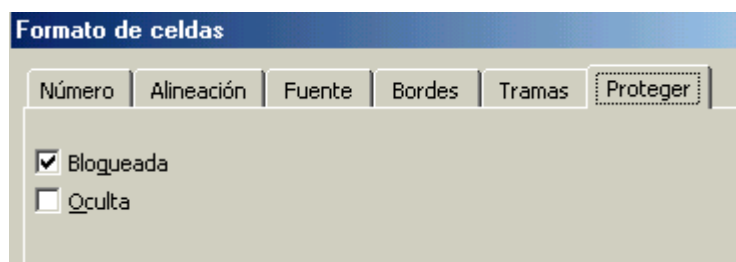 Formato de celdas
Número Alineación Fuente Bordes Tramas Proteger
Bloqueada
Oculta